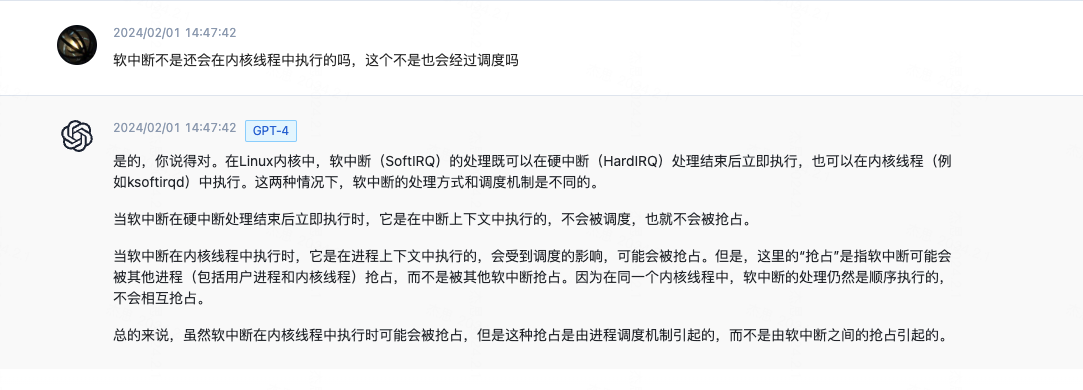 2024/02/01 14:47:42
软中断不是还会在内核线程中执行的吗，这个不是也会经过调度吗
2024/02/01 14:47:42 GPT-4
是的，你说得对。在Linux内核中，软中断（SoftIRQ）的处理既可以在硬中断（HardIRQ）处理结束后立即执行，也可以在内核线程（例
如ksoftirqd）中执行。这两种情况下，软中断的处理方式和调度机制是不同的。
当软中断在硬中断处理结束后立即执行时，它是在中断上下文中执行的，不会被调度，也就不会被抢占。
当软中断在内核线程中执行时，它是在进程上下文中执行的，会受到调度的影响，可能会被抢占。但是，这里的“抢占”是指软中断可能会
被其他进程（包括用户进程和内核线程）抢占，而不是被其他软中断抢占。因为在同一个内核线程中，软中断的处理仍然是顺序执行的，
不会相互抢占。
总的来说，虽然软中断在内核线程中执行时可能会被抢占，但是这种抢占是由进程调度机制引起的，而不是由软中断之间的抢占引起的。